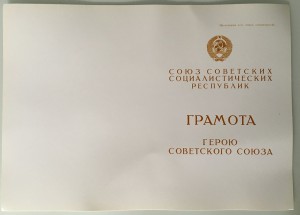 СОЮЗ СОВЕТСКИХ
СОЦИАЛИСТИЧЕСКИХ
РЕСПУБЛИК
ГРАМОТА
ГЕРОЮ
СОВЕТСКОГО СОЮЗА